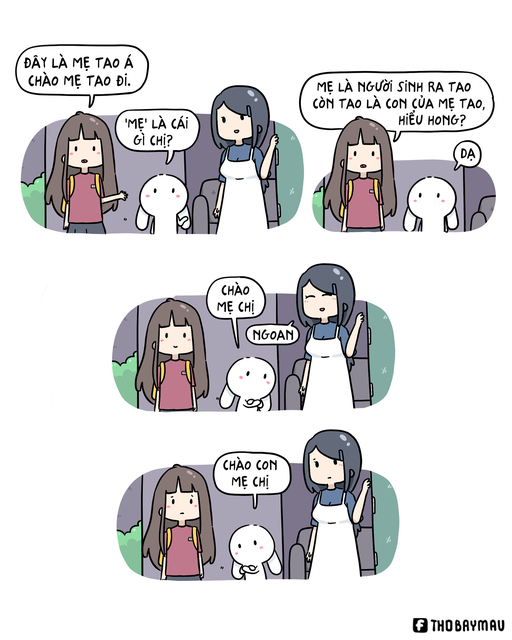 ĐÂY LÀ MẸ TAO Á
CHÀO MẸ TAO ĐI.
'MẸ' LÀ CÁI
GÌ CHỊ?
MẸ LÀ NGƯỜI SINH RA TAO
CÒN TAO LÀ CON CỦA MẸ TAO,
HIỂU HONG?
DẠ
CHÀO
MẸ CHỊ
NGOAN
CHÀO CON
MẸ CHỊ
THOBAYMAU